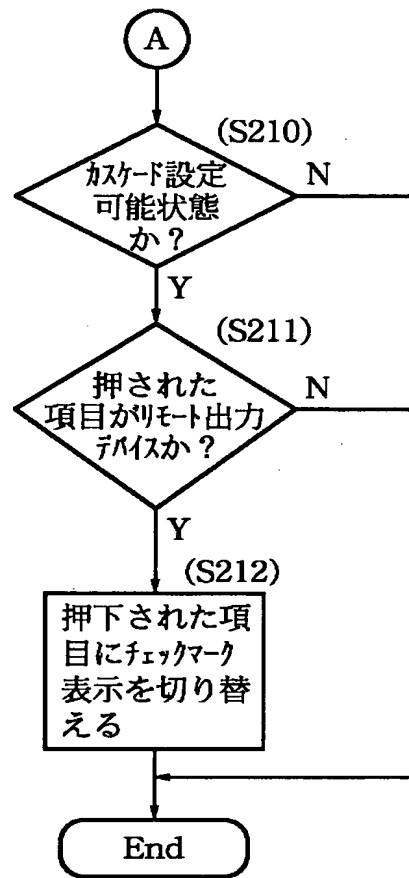 A
(S210)
カスケード設定
可能状態
か？
N
Y
(S211)
押された
項目がリモート出力
デバイスか？
N
Y
(S212)
押下された項
目にチェックマーク
表示を切り替
える
End